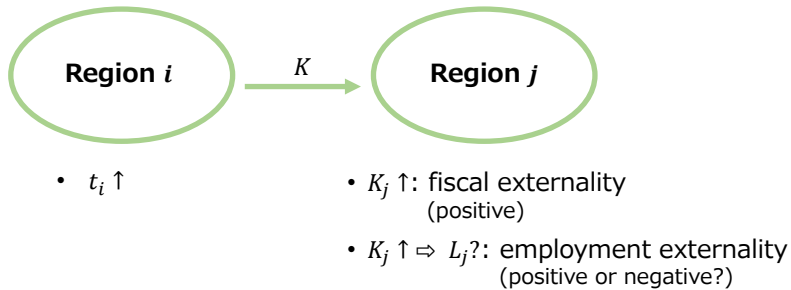 Region i
K
Region j
• t_i ↑
• K_j ↑: fiscal externality
(positive)
• K_j ↑ ⇨ L_j?: employment externality
(positive or negative?)